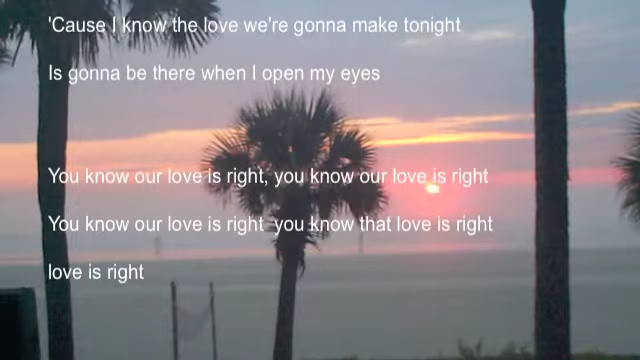 'Cause I know the love we're gonna make tonight
Is gonna be there when I open my eyes
You know our love is right, you know our love is right
You know our love is right  you know that love is right
love is right